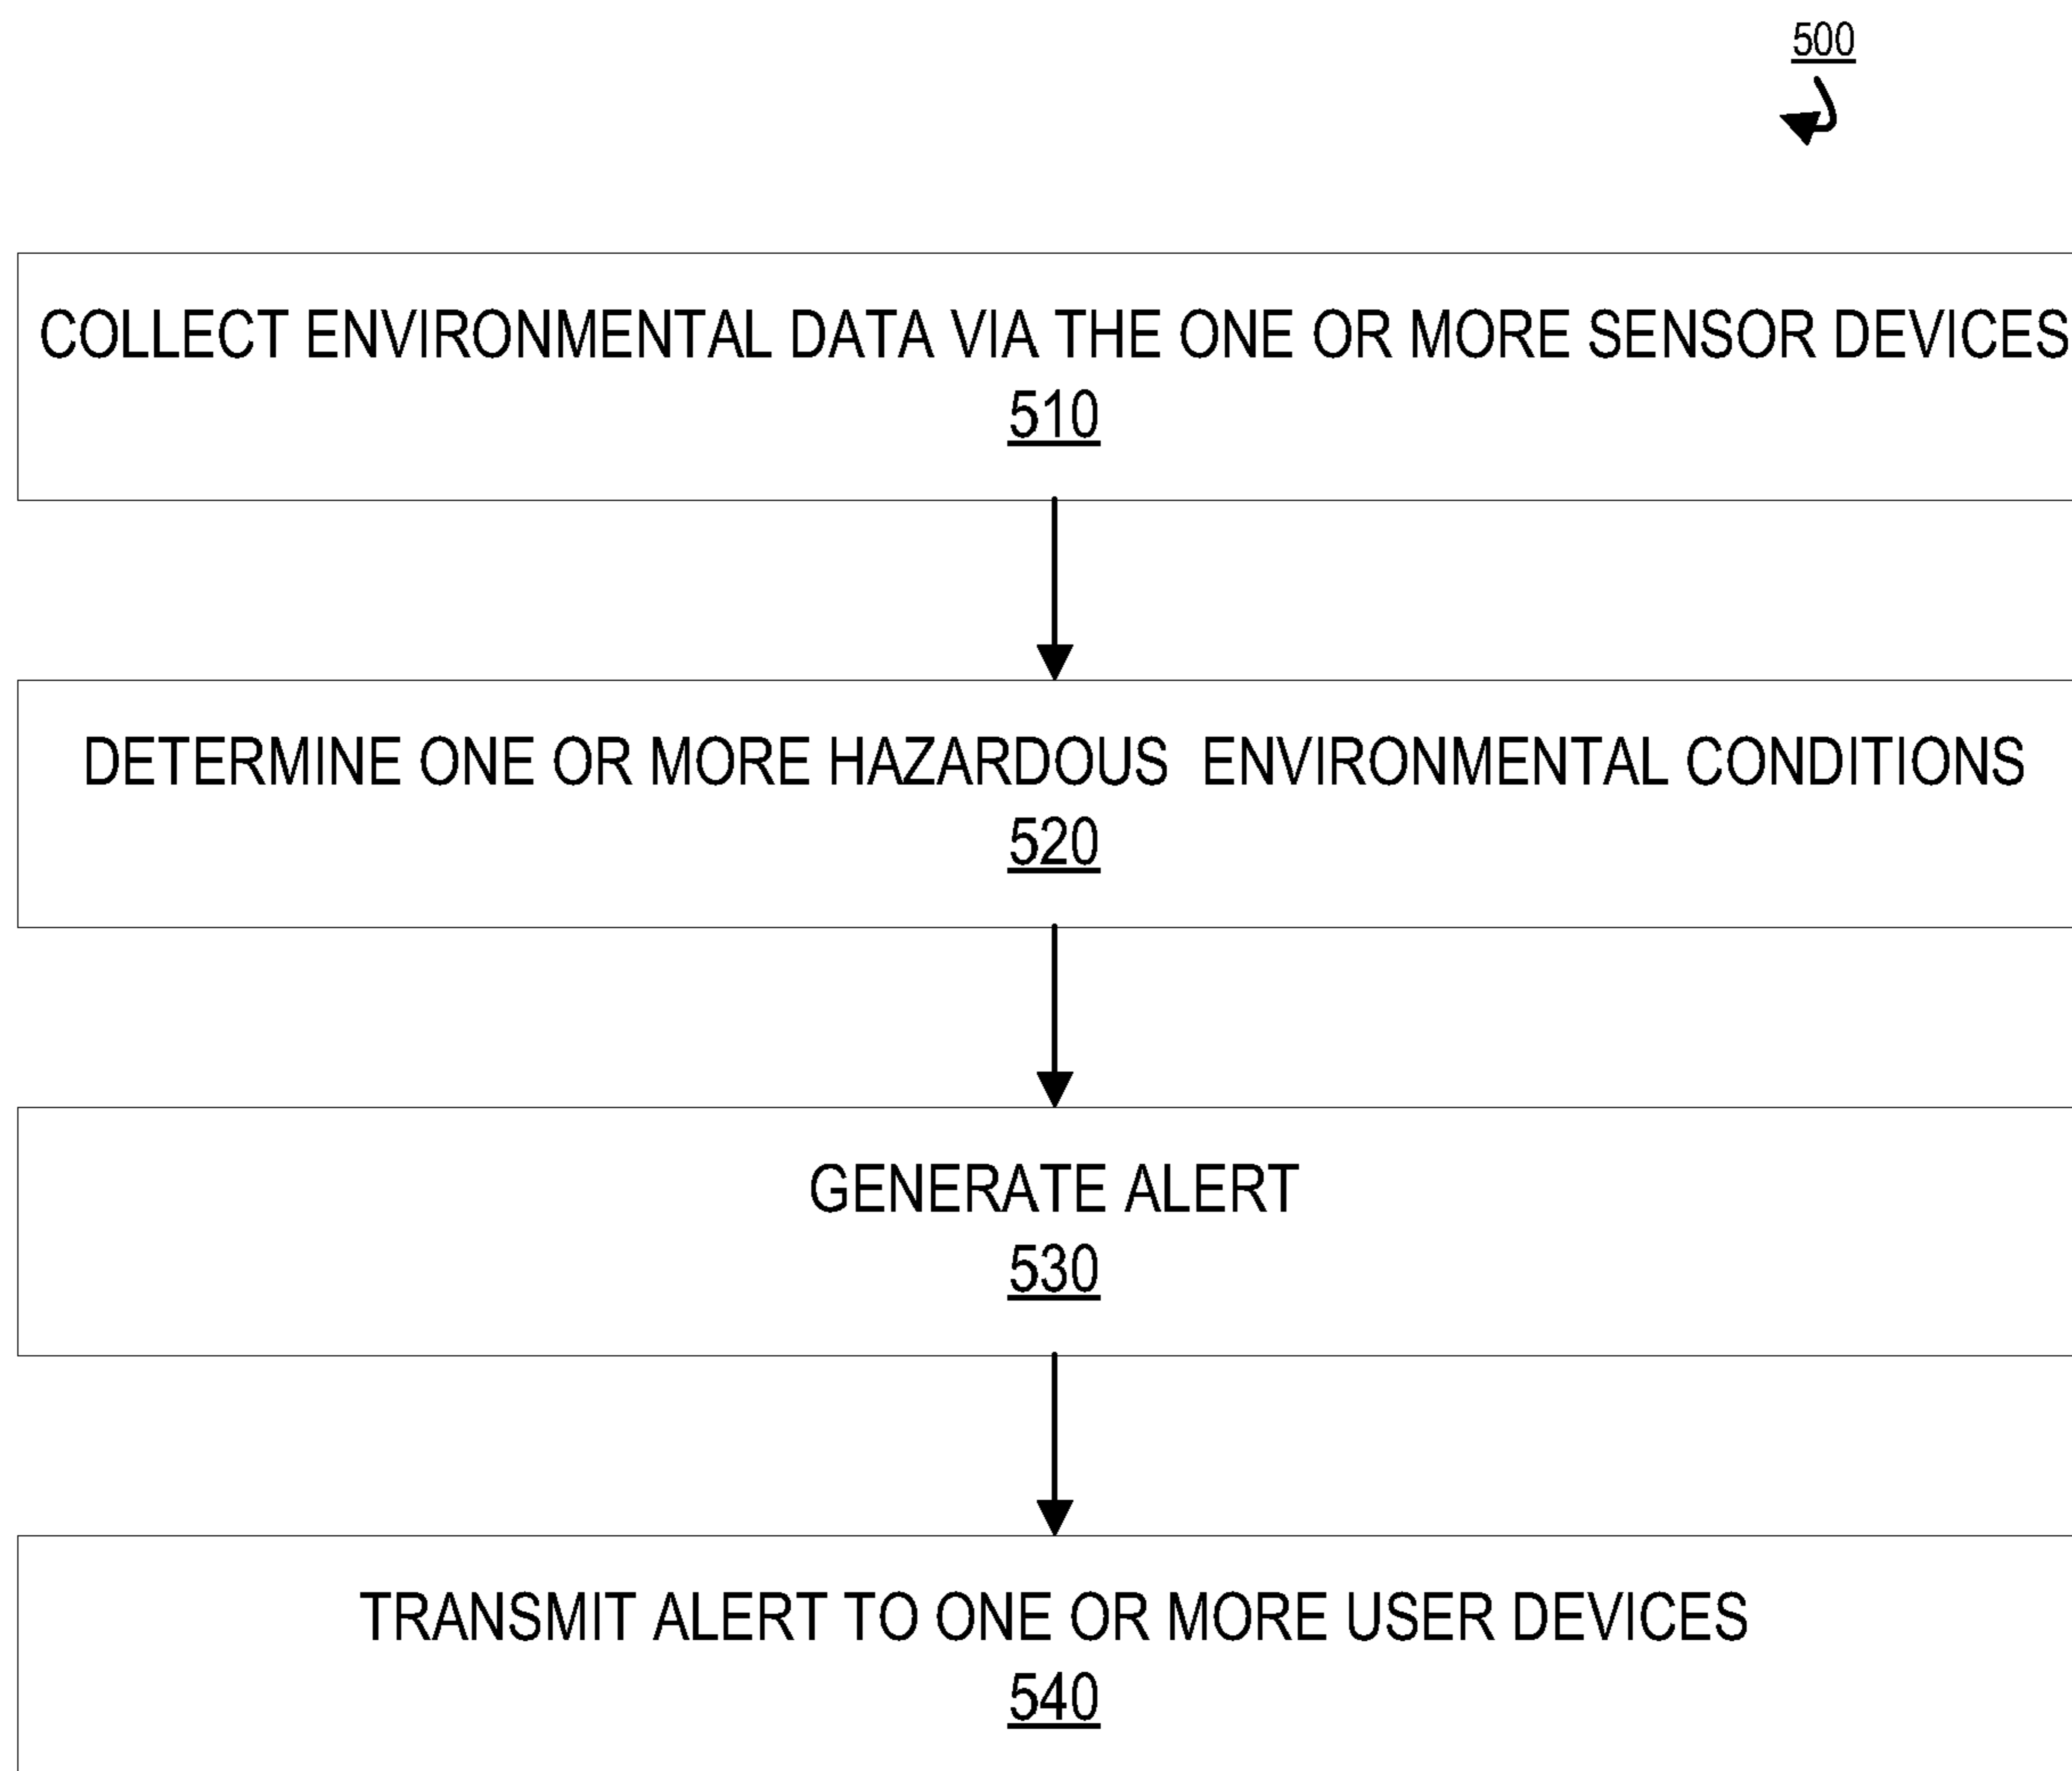 500
COLLECT ENVIRONMENTAL DATA VIA THE ONE OR MORE SENSOR DEVICES
510
DETERMINE ONE OR MORE HAZARDOUS ENVIRONMENTAL CONDITIONS
520
GENERATE ALERT
530
TRANSMIT ALERT TO ONE OR MORE USER DEVICES
540